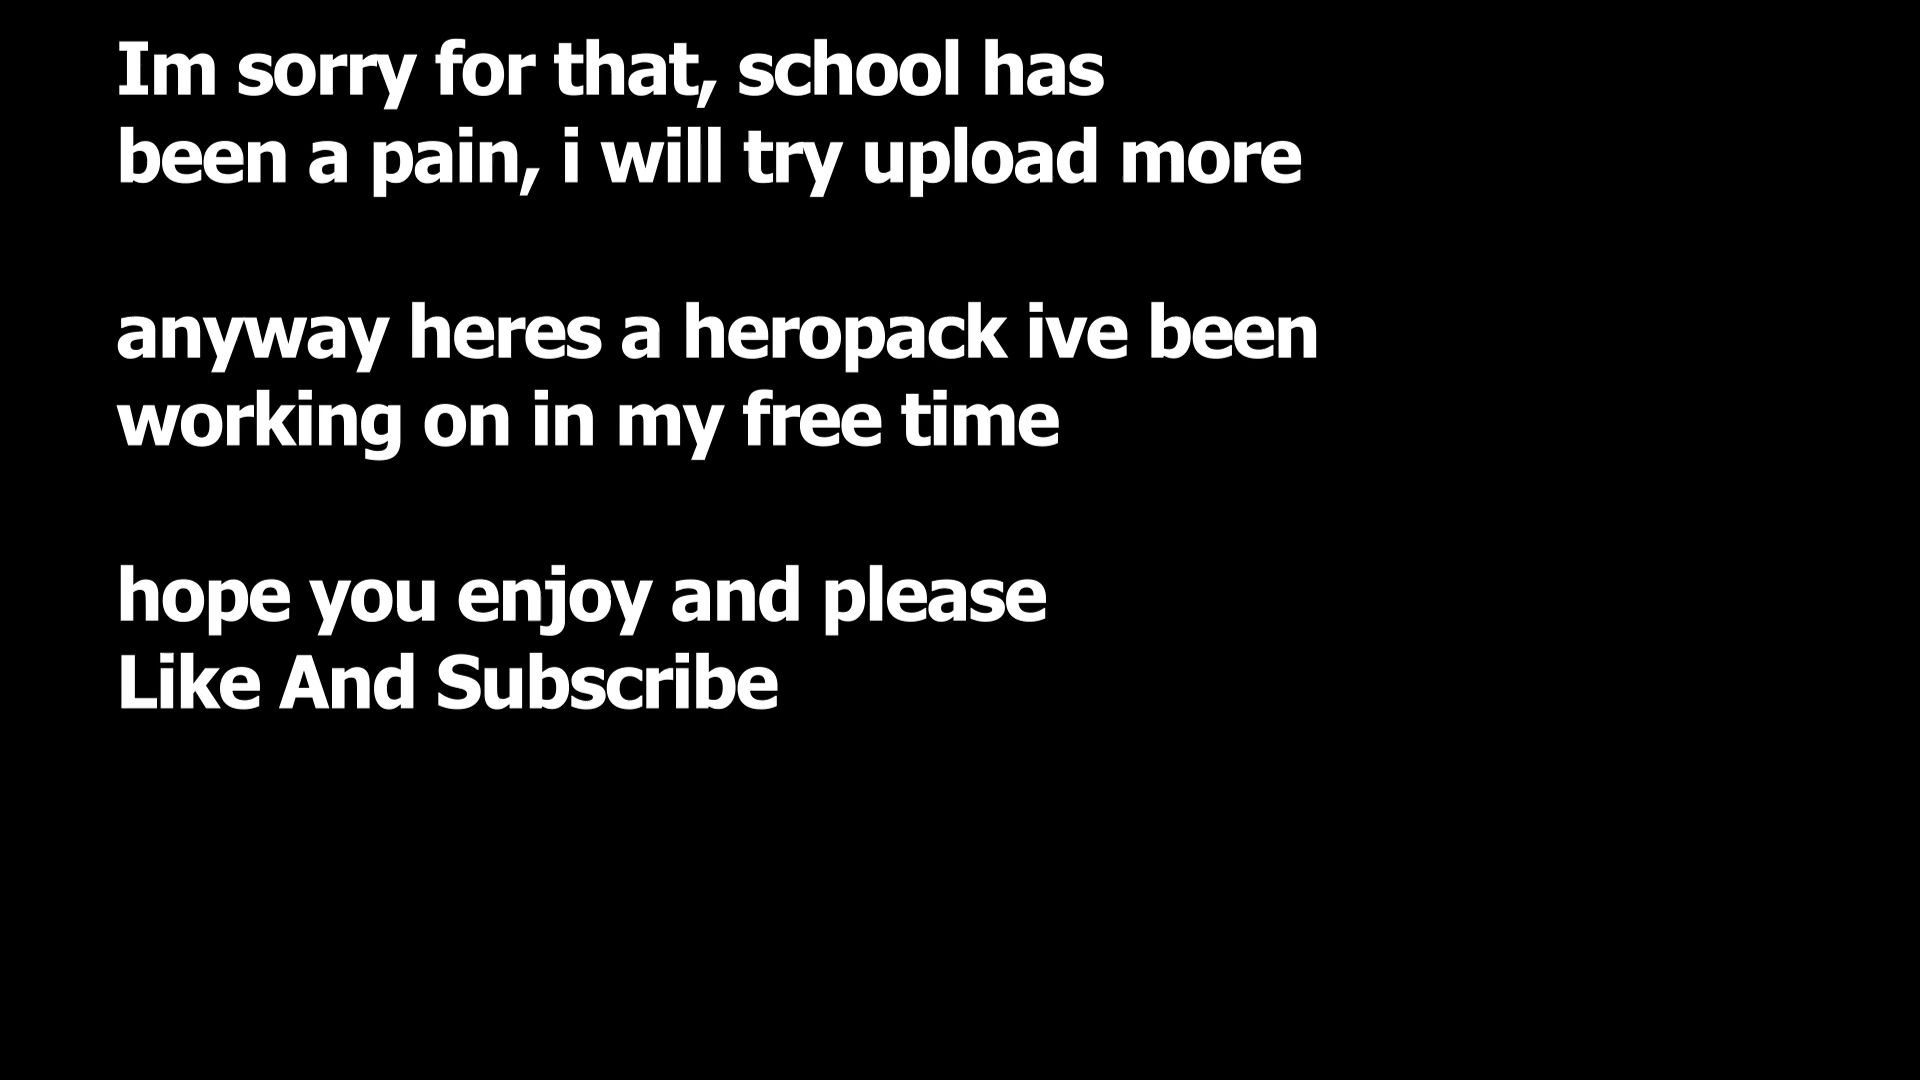 Im sorry for that, school has
been a pain, i will try upload more
anyway heres a heropack ive been
working on in my free time
hope you enjoy and please
Like And Subscribe